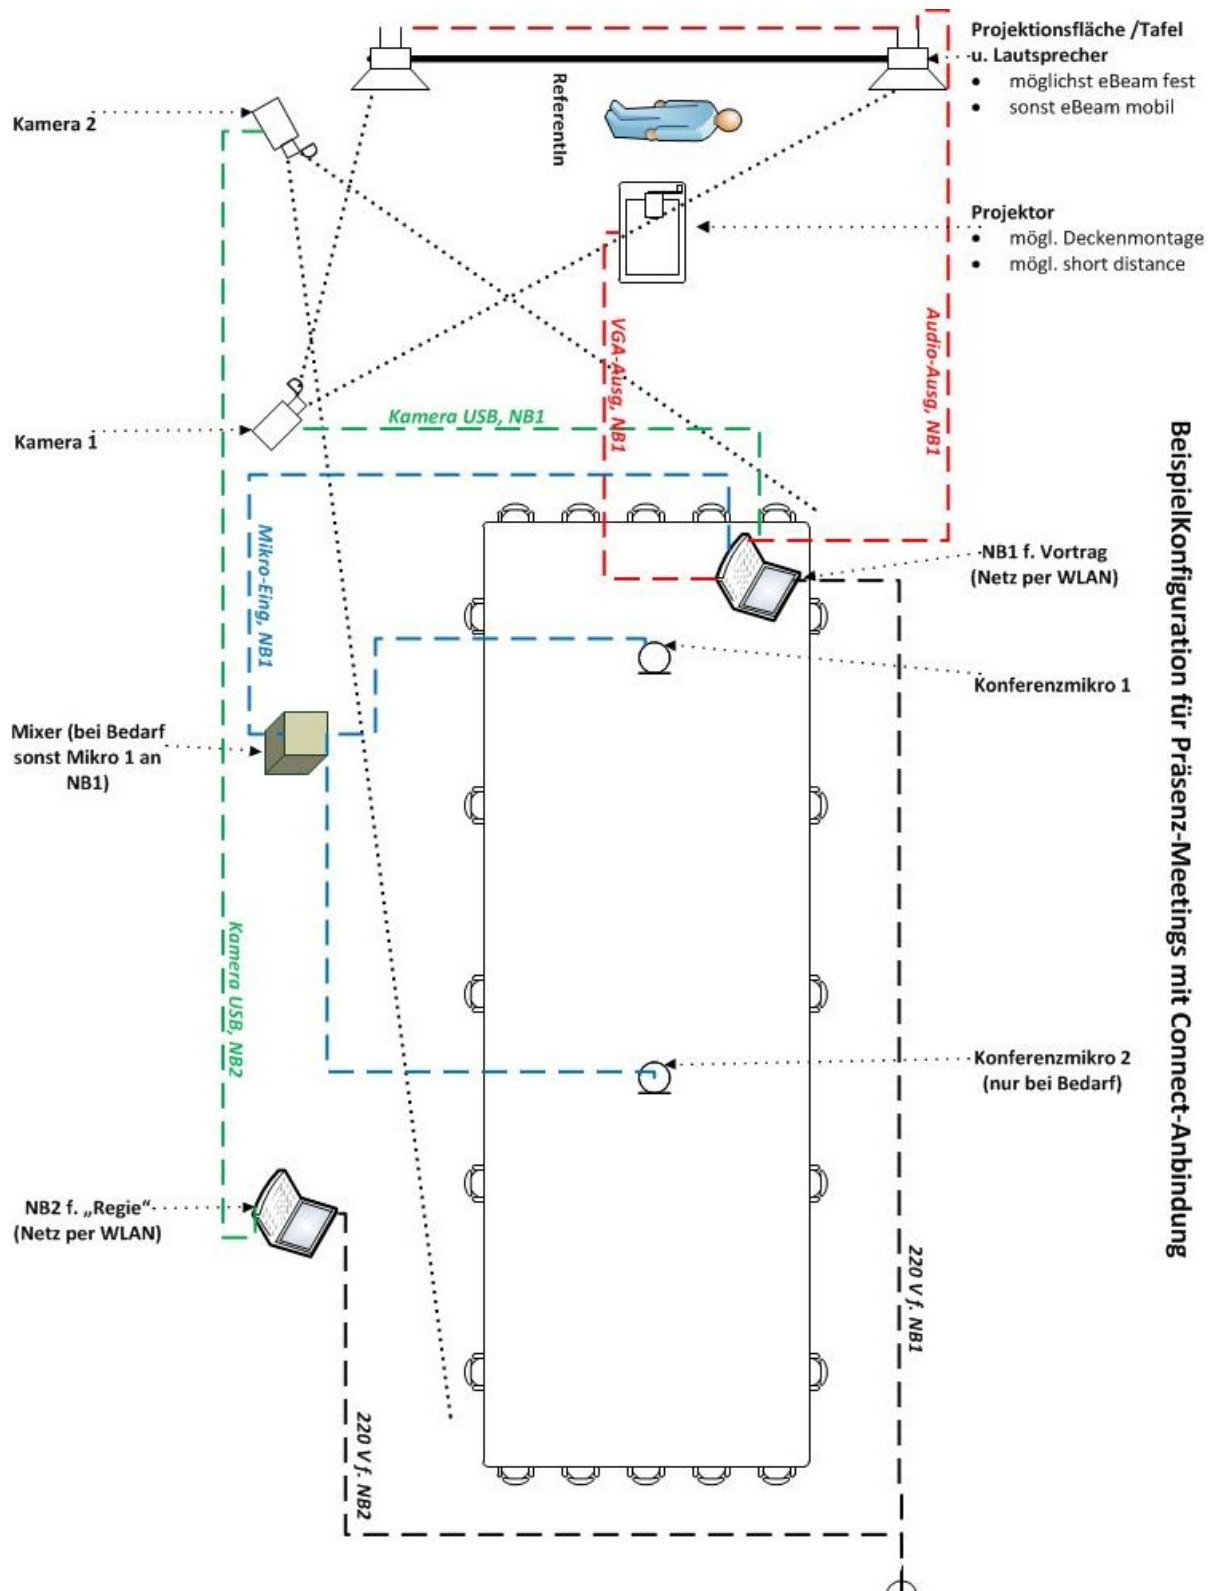 Projektionsfläche /Tafel
u. Lautsprecher
• möglichst eBeam fest
• sonst eBeam mobil
Kamera 2
ReferentIn
Projektor
• mögl. Deckenmontage
• mögl. short distance
VGA-Ausg, NB1
Audio-Ausg, NB1
Kamera USB, NB1
Kamera 1
BeispielKonfiguration für Präsenz-Meetings mit Connect-Anbindung
Mikro-Eing, NB1
NB1 f. Vortrag
(Netz per WLAN)
Konferenzmikro 1
Mixer (bei Bedarf
sonst Mikro 1 an
NB1)
Kamera USB, NB2
Konferenzmikro 2
(nur bei Bedarf)
NB2 f. „Regie“
(Netz per WLAN)
220 V f. NB1
220 V f. NB2